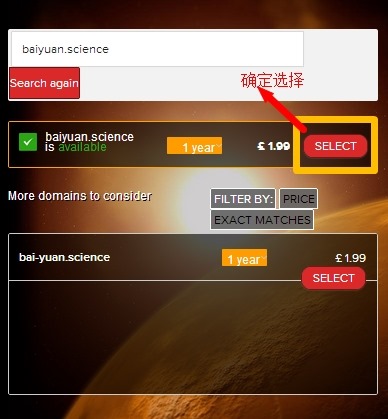 baiyuan.science
Search again
确定选择
baiyuan.science
is available
1 year
£ 1.99
SELECT
More domains to consider
FILTER BY:
PRICE
EXACT MATCHES
bai-yuan.science
1 year
£1.99
SELECT